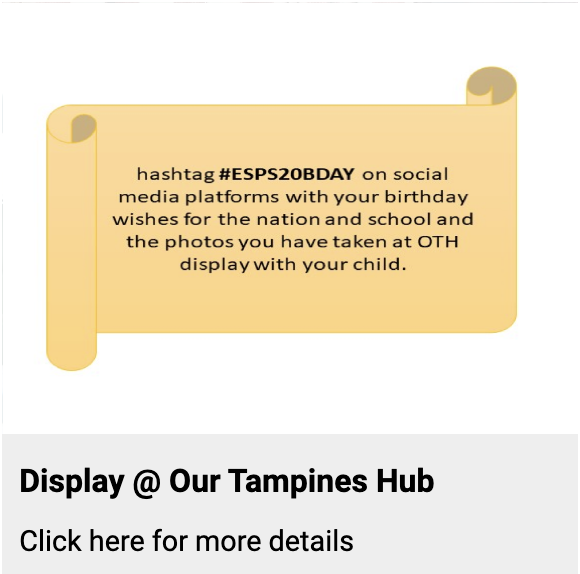 hashtag #ESPS20BDAY on social
media platforms with your birthday
wishes for the nation and school and
the photos you have taken at OTH
display with your child.
Display @ Our Tampines Hub
Click here for more details